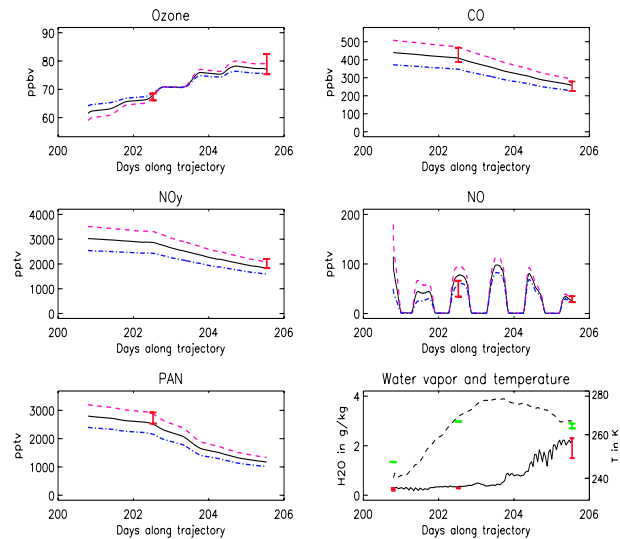 Ozone
90
80
70
60
ppbv
200 202 204 206
Days along trajectory
CO
500
400
300
200
100
0
ppbv
200 202 204 206
Days along trajectory
NOy
4000
3000
2000
1000
0
pptv
200 202 204 206
Days along trajectory
NO
200
100
0
pptv
200 202 204 206
Days along trajectory
PAN
3000
2000
1000
0
pptv
200 202 204 206
Days along trajectory
Water vapor and temperature
4
2
0
H2O in g/kg
280
260
240
T in K
200 202 204 206
Days along trajectory